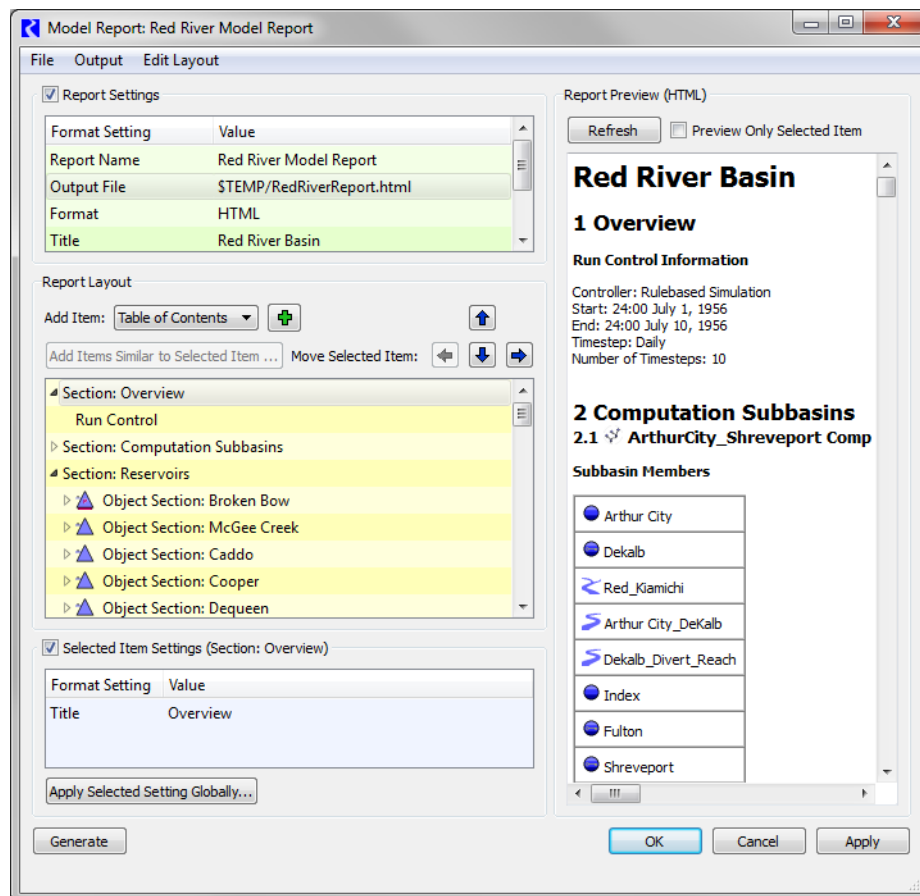 Model Report: Red River Model Report
File Output Edit Layout
Report Settings
Format Setting Value
Report Name Red River Model Report
Output File $TEMP/RedRiverReport.html
Format HTML
Title Red River Basin
Report Layout
Add Item: Table of Contents
Add Items Similar to Selected Item ... Move Selected Item:
Section: Overview
Run Control
Section: Computation Subbasins
Section: Reservoirs
Object Section: Broken Bow
Object Section: McGee Creek
Object Section: Caddo
Object Section: Cooper
Object Section: Dequeen
Selected Item Settings (Section: Overview)
Format Setting Value
Title Overview
Apply Selected Setting Globally...
Generate
Report Preview (HTML)
Refresh Preview Only Selected Item
Red River Basin
1 Overview
Run Control Information
Controller: Rulebased Simulation
Start: 24:00 July 1, 1956
End: 24:00 July 10, 1956
Timestep: Daily
Number of Timesteps: 10
2 Computation Subbasins
2.1 ArthurCity_Shreveport Comp
Subbasin Members
Arthur City
Dekalb
Red_Kiamichi
Arthur City_DeKalb
Dekalb_Divert_Reach
Index
Fulton
Shreveport
OK Cancel Apply